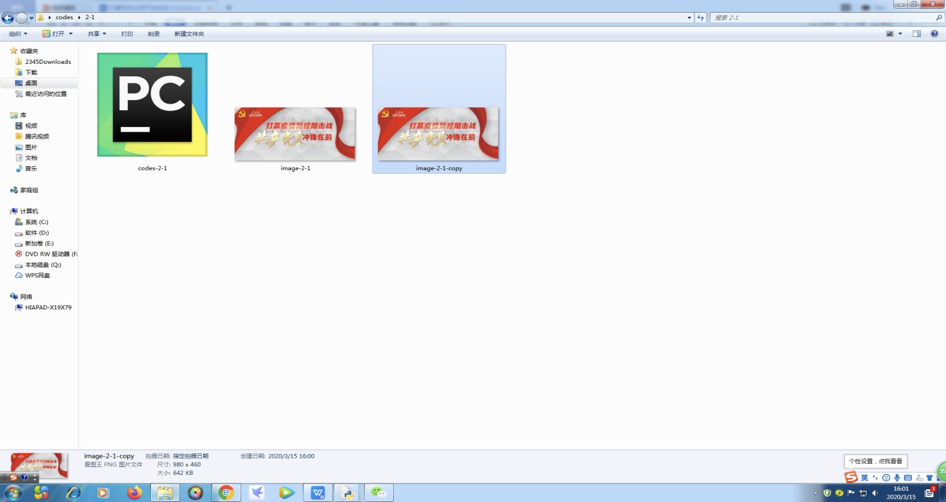 codes ▸ 2-1
搜索 2-1
组织
打开
共享
打印
刻录
新建文件夹
收藏夹
2345Downloads
下载
桌面
最近访问的位置
库
视频
腾讯视频
图片
文档
音乐
家庭组
计算机
系统 (C:)
软件 (D:)
新加卷 (E:)
DVD RW 驱动器 (F:
本地磁盘 (Q:)
WPS网盘
网络
HIAPAD-X19X79
PC
codes-2-1
打赢疫情防控阻击战
共产党人 冲锋在前
image-2-1
打赢疫情防控阻击战
共产党人 冲锋在前
image-2-1-copy
image-2-1-copy 拍摄日期: 指定拍摄日期 创建日期: 2020/3/15 16:00
看图王 PNG 图片文件 尺寸: 980 x 460
大小: 642 KB
个性设置，点我看看
英
16:01
2020/3/15